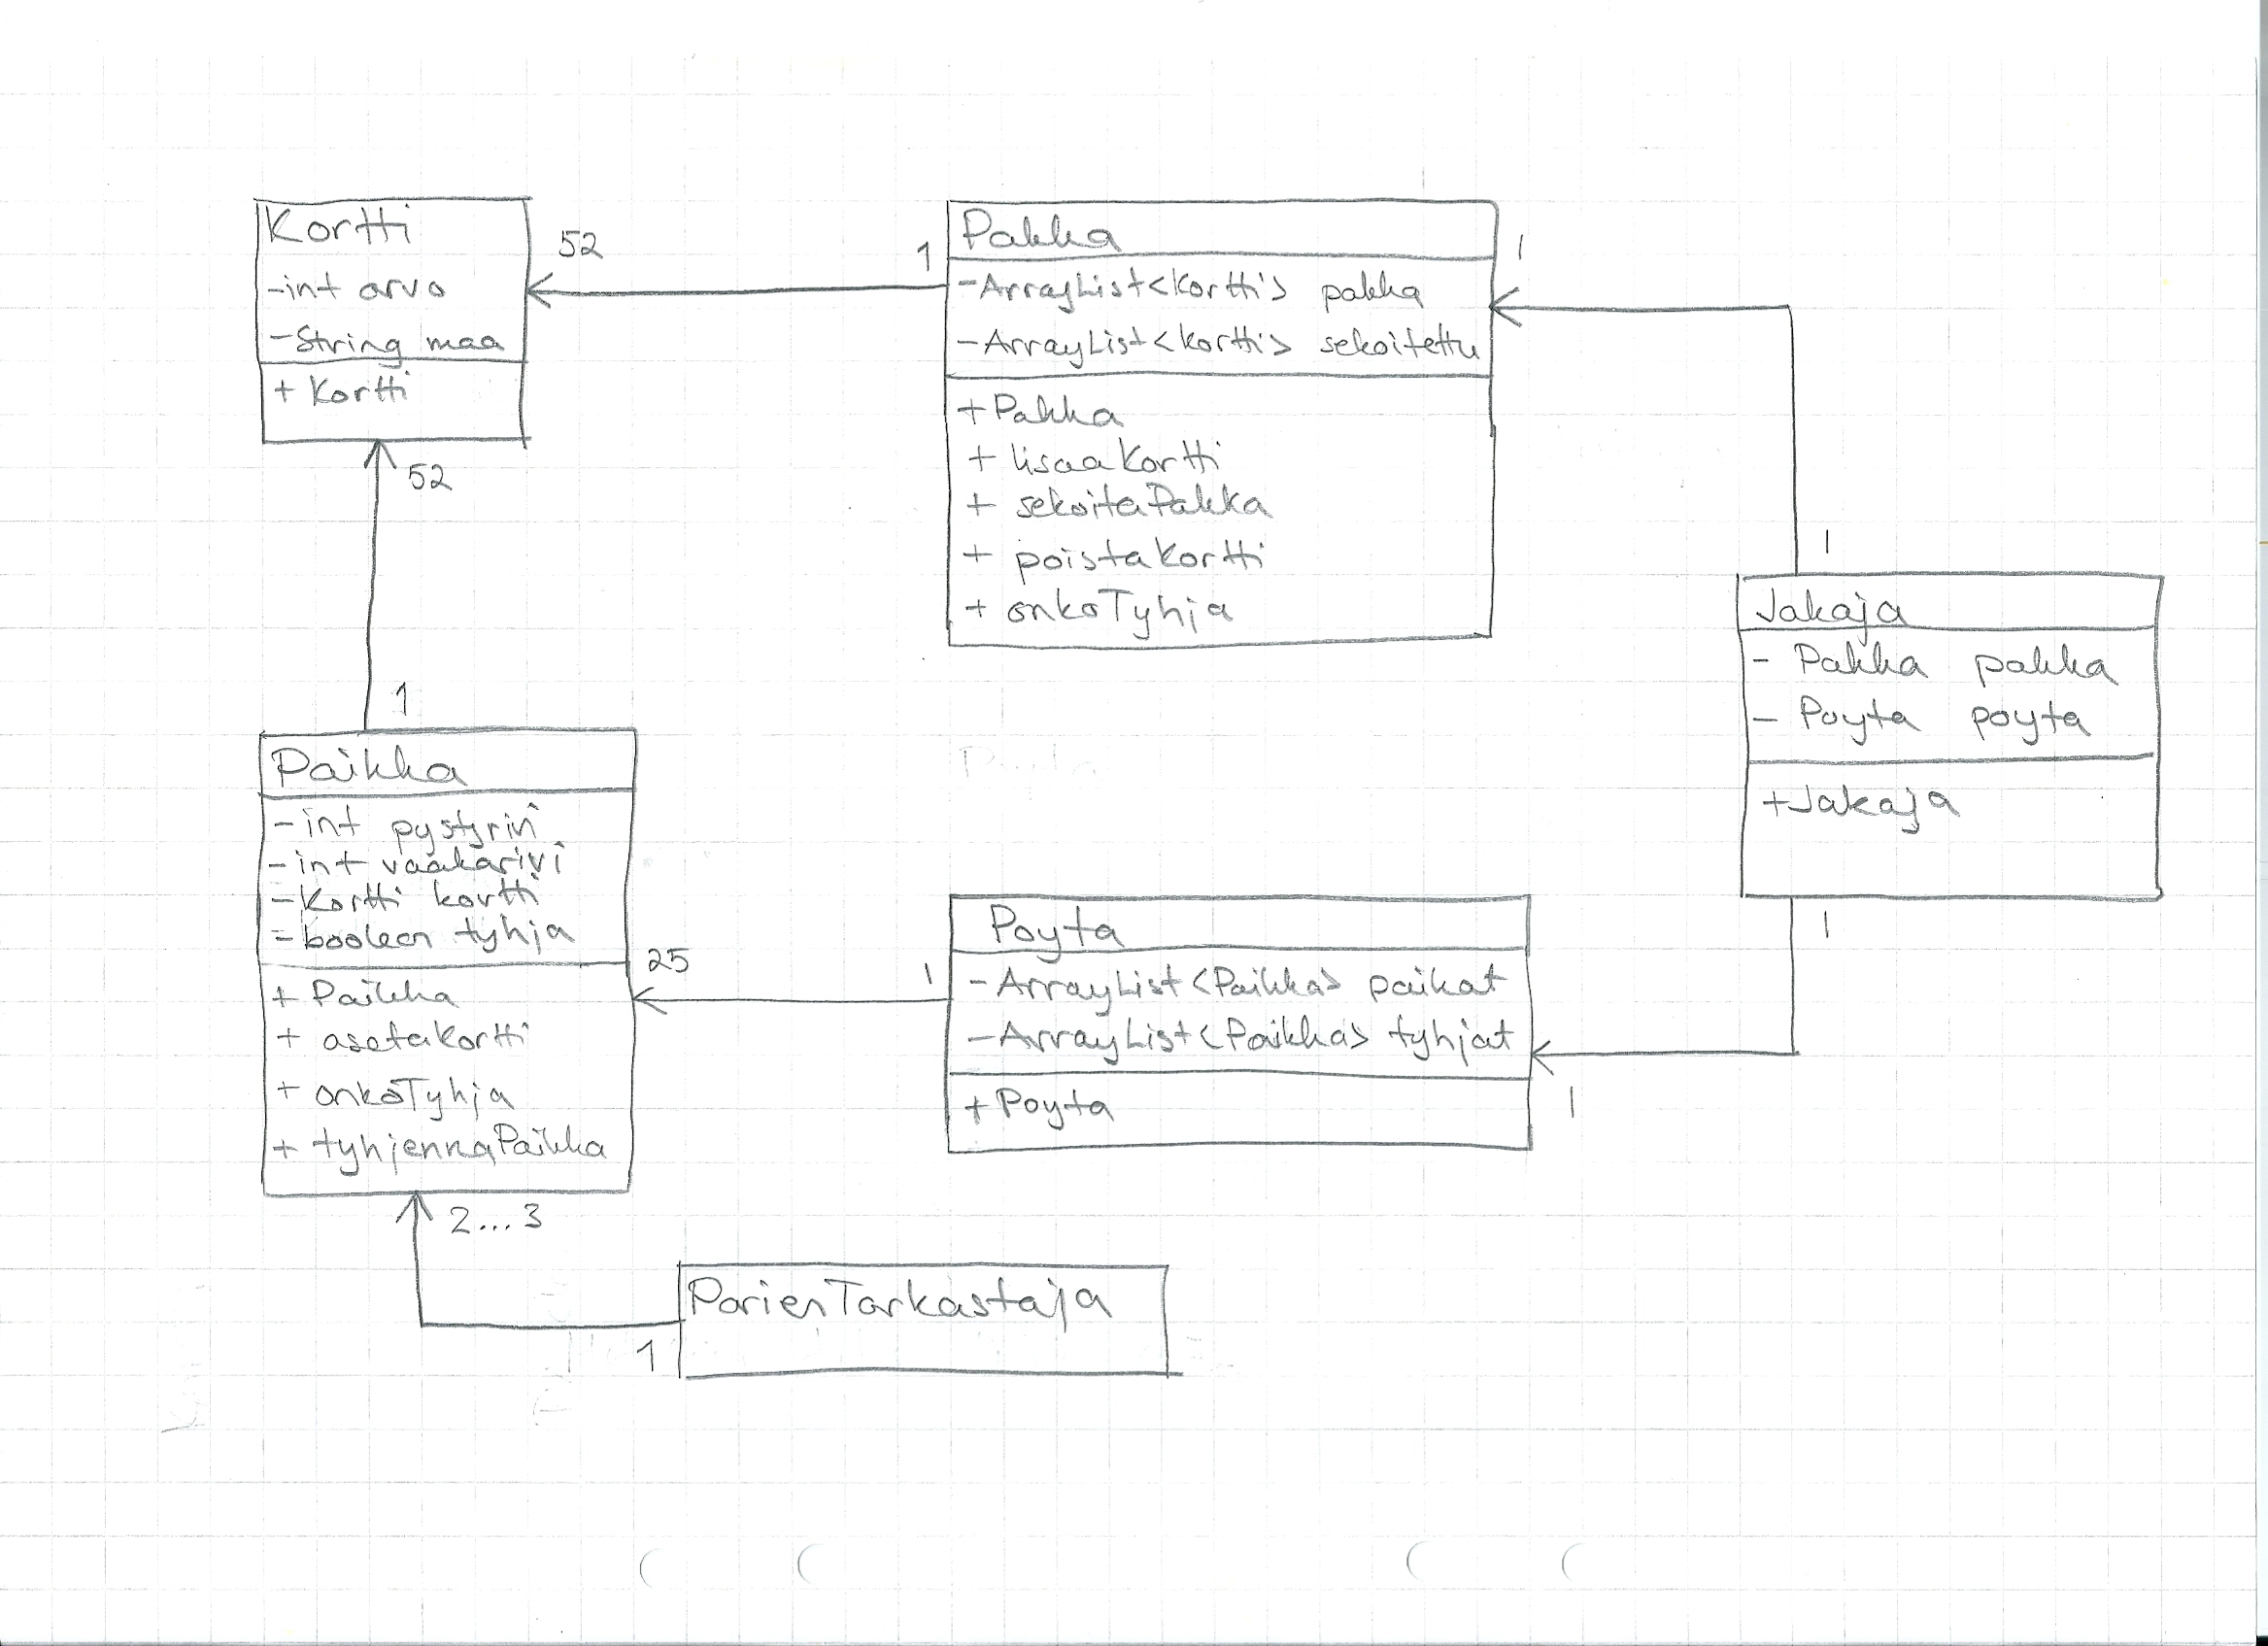 Kortti
-int arvo
-String maa
+ Kortti
52
1
Pakka
-ArrayList<Kortti> pakka
-ArrayList<Kortti> sekoitettu
+Pakka
+ lisaaKortti
+ sekoitaPakka
+ poistaKortti
+ onkoTyhja
1
1
Jakaja
- Pakka pakka
- Poyta poyta
+Jakaja
1
52
1
Paikka
-int pystyrivi
-int vaakarivi
-Kortti kortti
-boolean tyhja
+ Paikka
+ asetaKortti
+ onkoTyhja
+ tyhjennaPaikka
25
1
Poyta
-ArrayList<Paikka> paikat
-ArrayList<Paikka> tyhjat
+Poyta
1
2...3
1
ParienTarkastaja